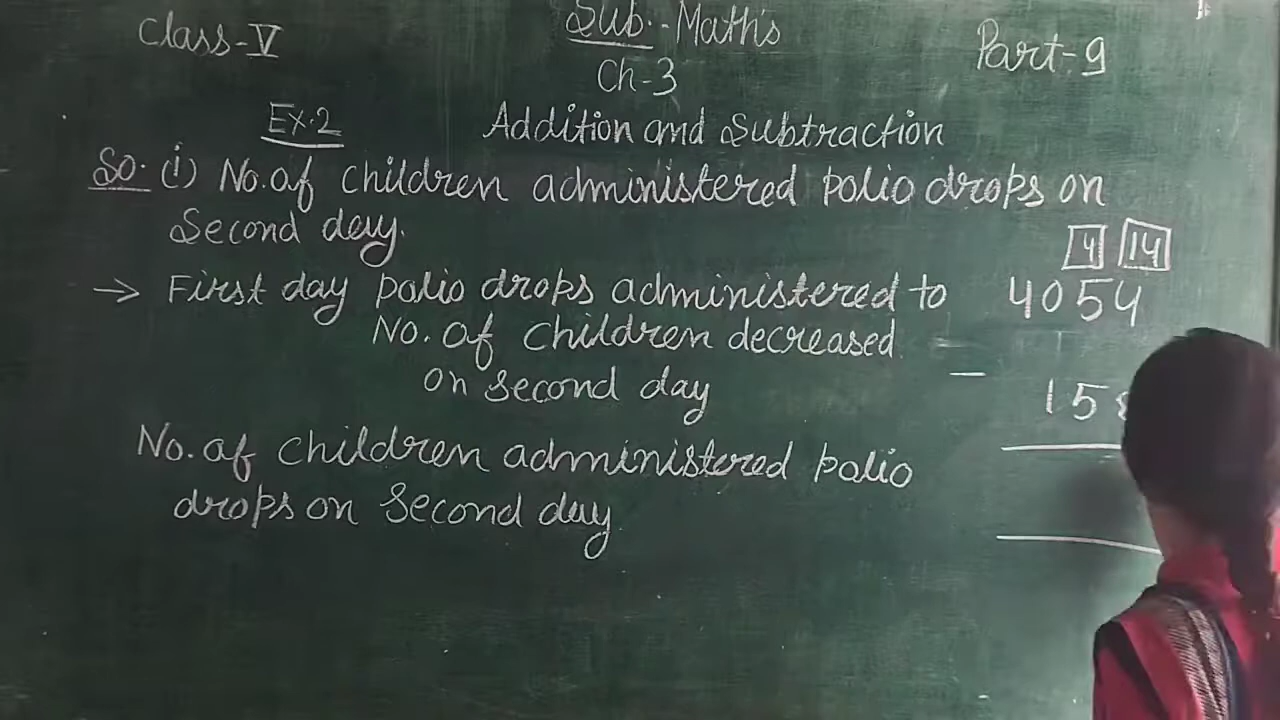 Class-V
Sub.-Math's
Part-9
Ch-3
Ex.2
Addition and Subtraction
So. (i) No. of children administered polio drops on
Second day.
4 14
→ First day polio drops administered to 4054
No. of children decreased
on second day
- 15
No. of children administered polio
drops on second day.